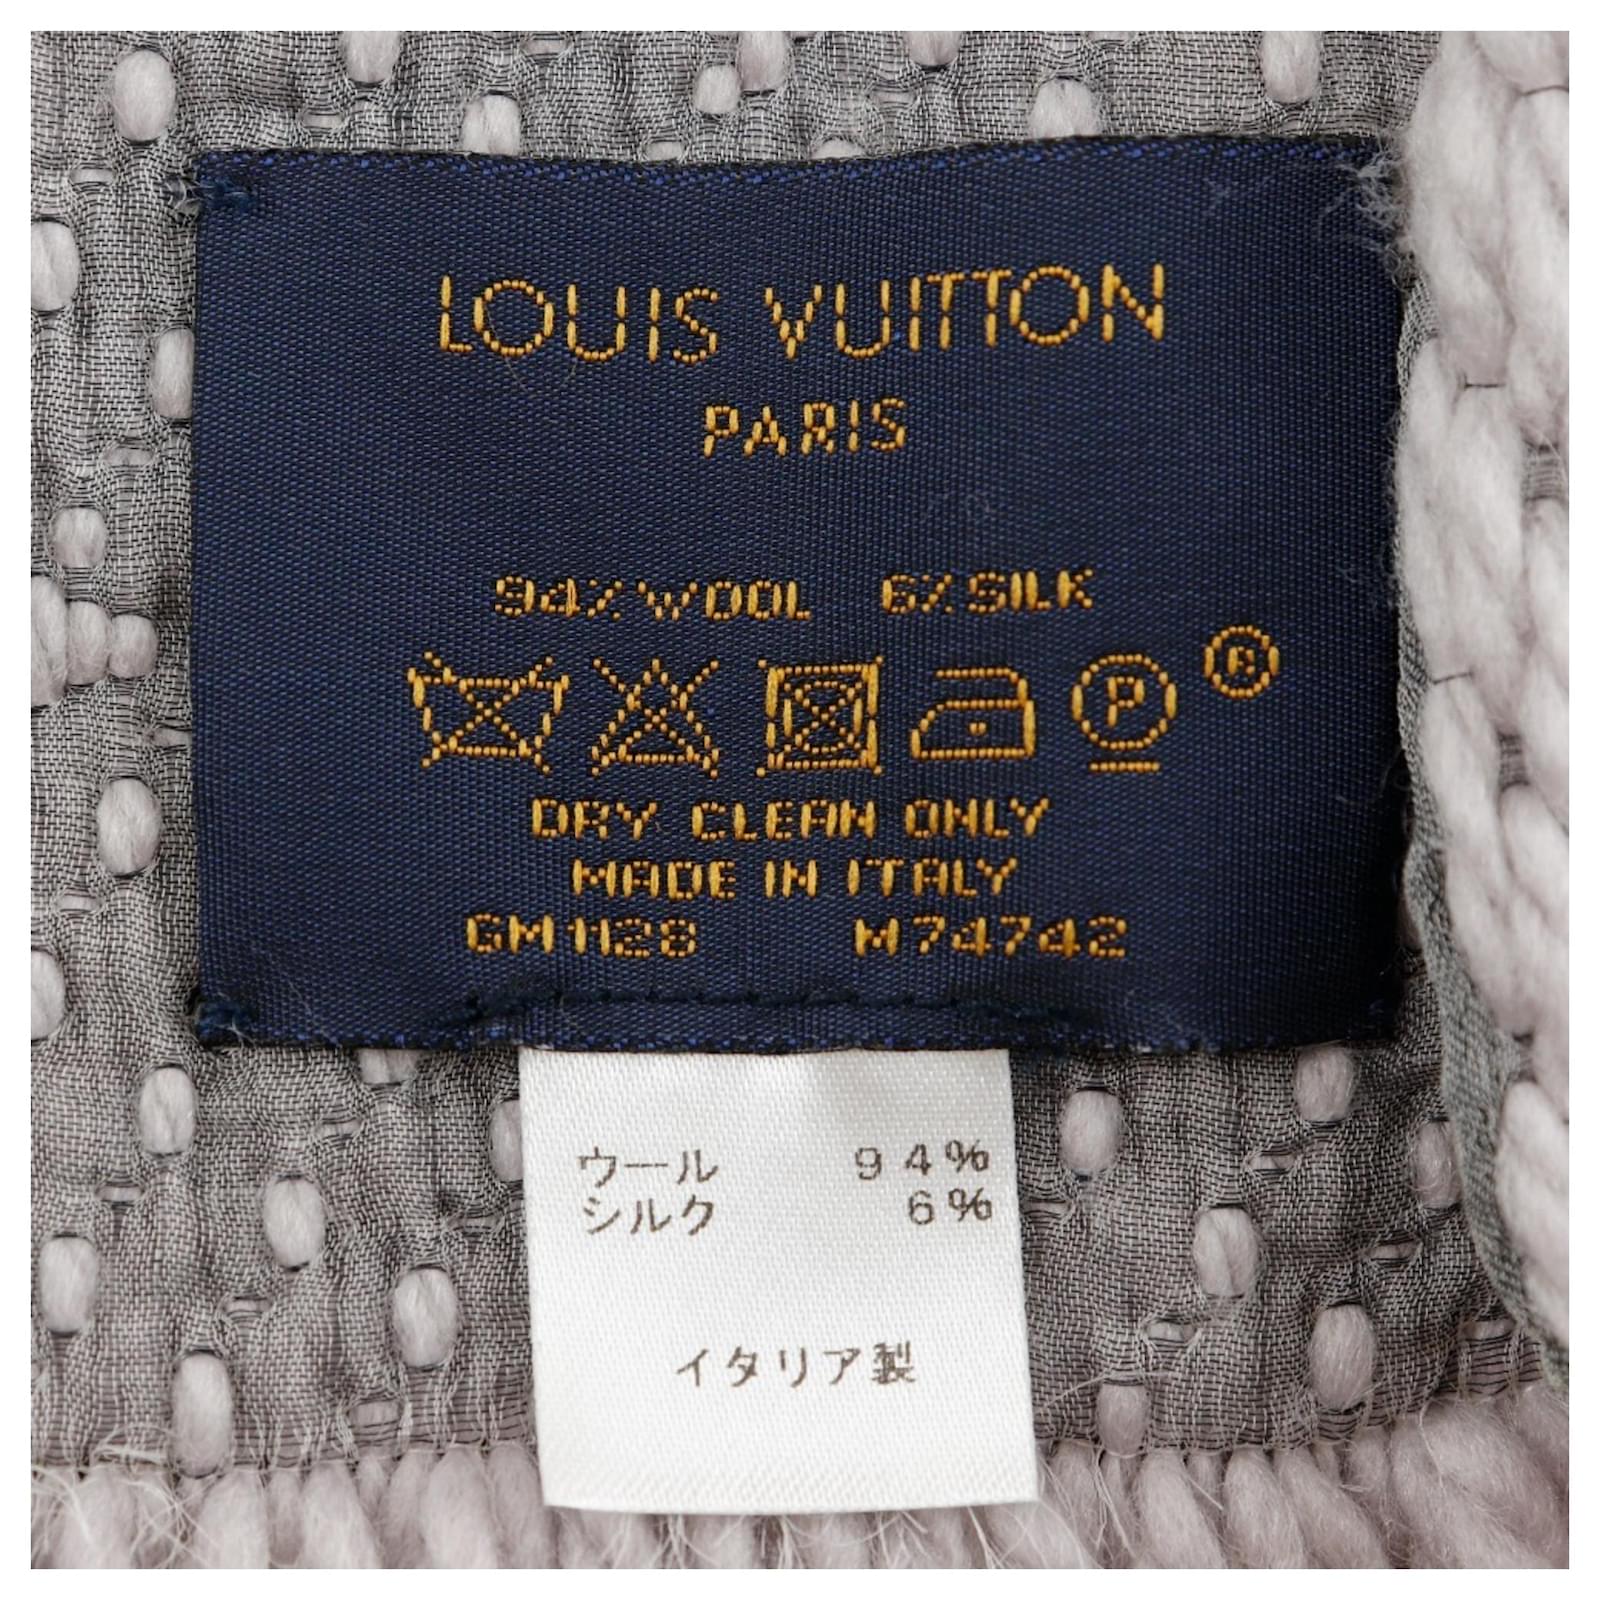 LOUIS VUITTON
PARIS
94% WOOL 6% SILK
P ®
DRY CLEAN ONLY
MADE IN ITALY
GM1128 M74742
ウール 94%
シルク 6%
イタリア製